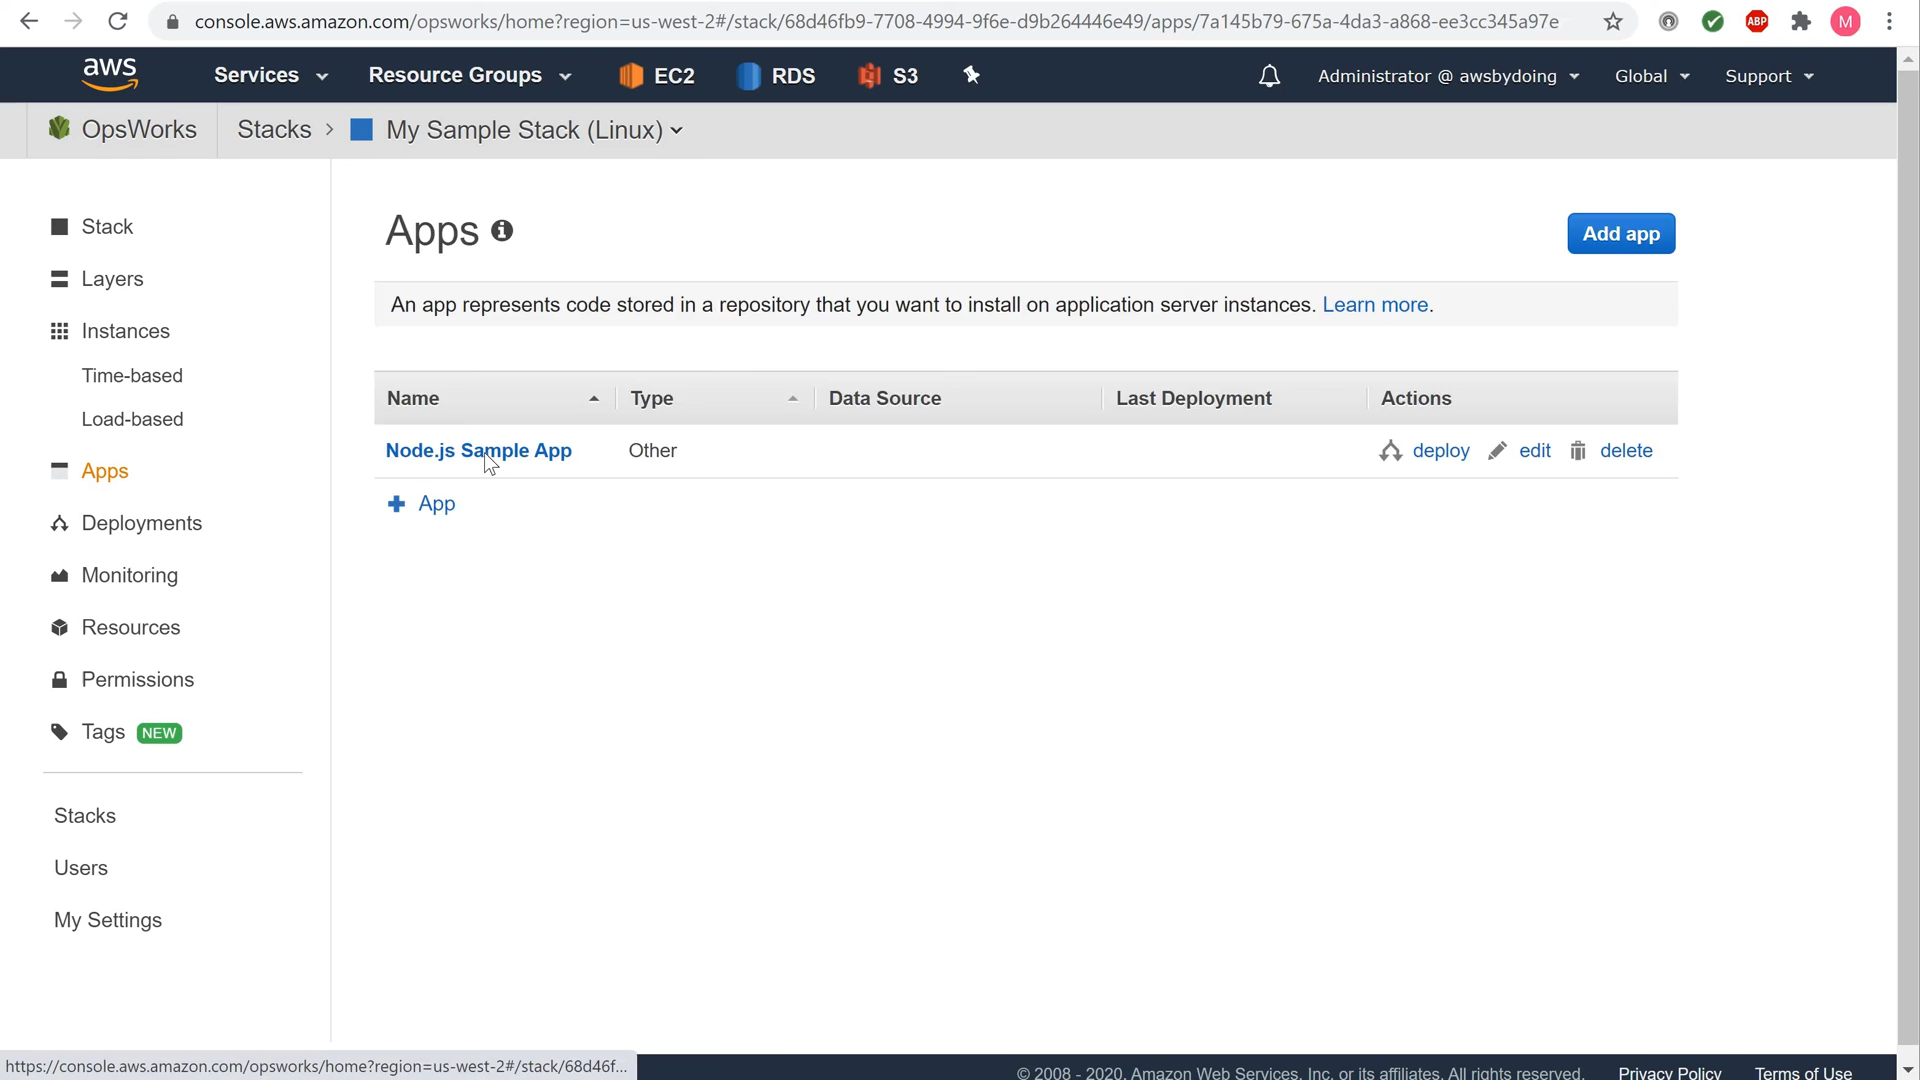 console.aws.amazon.com/opsworks/home?region=us-west-2#/stack/68d46fb9-7708-4994-9f6e-d9b264446e49/apps/7a145b79-675a-4da3-a868-ee3cc345a97e
ABP
M
aws
Services
Resource Groups
EC2
RDS
S3
Administrator @ awsbydoing
Global
Support
OpsWorks
Stacks
My Sample Stack (Linux)
Stack
Layers
Instances
Time-based
Load-based
Apps
Deployments
Monitoring
Resources
Permissions
Tags NEW
Stacks
Users
My Settings
Apps
Add app
An app represents code stored in a repository that you want to install on application server instances. Learn more.
Name Type Data Source Last Deployment Actions
Node.js Sample App Other deploy edit delete
App
https://console.aws.amazon.com/opsworks/home?region=us-west-2#/stack/68d46f...
© 2008 - 2020, Amazon Web Services, Inc. or its affiliates. All rights reserved. Privacy Policy Terms of Use